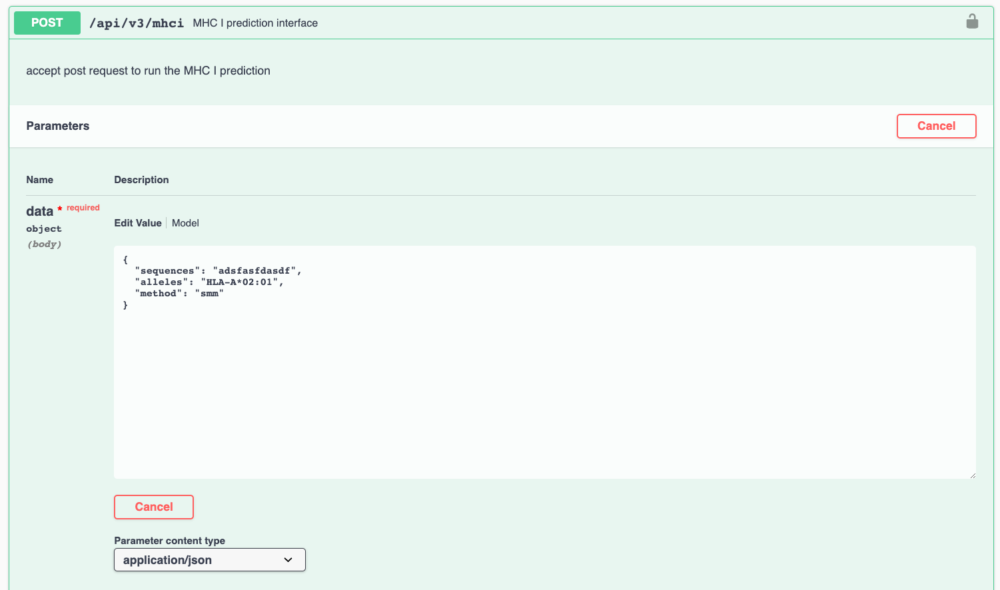 POST /api/v3/mhci MHC I prediction interface
accept post request to run the MHC I prediction
Parameters
Cancel
Name Description
data * required
object
(body)
Edit Value Model
{
  "sequences": "adsfasfdasdf",
  "alleles": "HLA-A*02:01",
  "method": "smm"
}
Cancel
Parameter content type
application/json